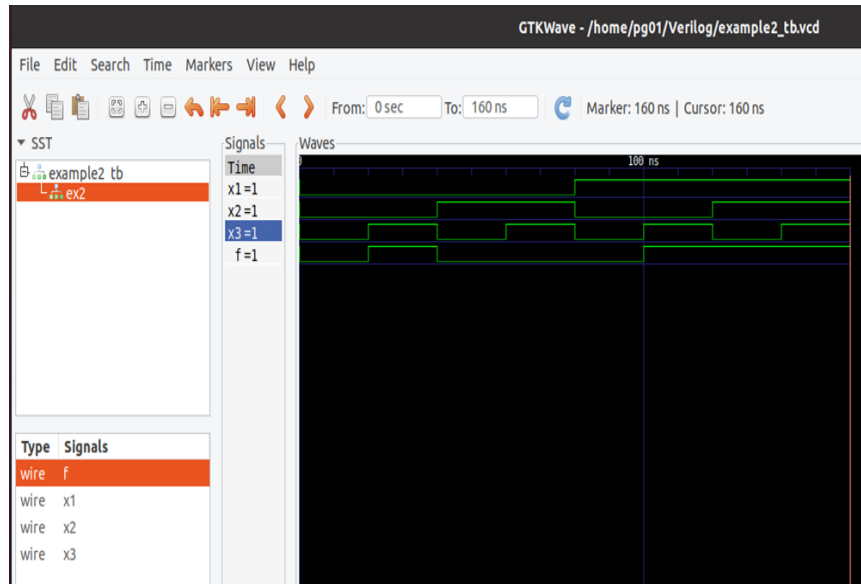 GTKWave - /home/pg01/Verilog/example2_tb.vcd
File Edit Search Time Markers View Help
From: 0 sec To: 160 ns Marker: 160 ns | Cursor: 160 ns
SST
example2_tb
ex2
Signals
Time
x1 =1
x2 =1
x3 =1
f =1
Waves
0
100 ns
Type Signals
wire f
wire x1
wire x2
wire x3